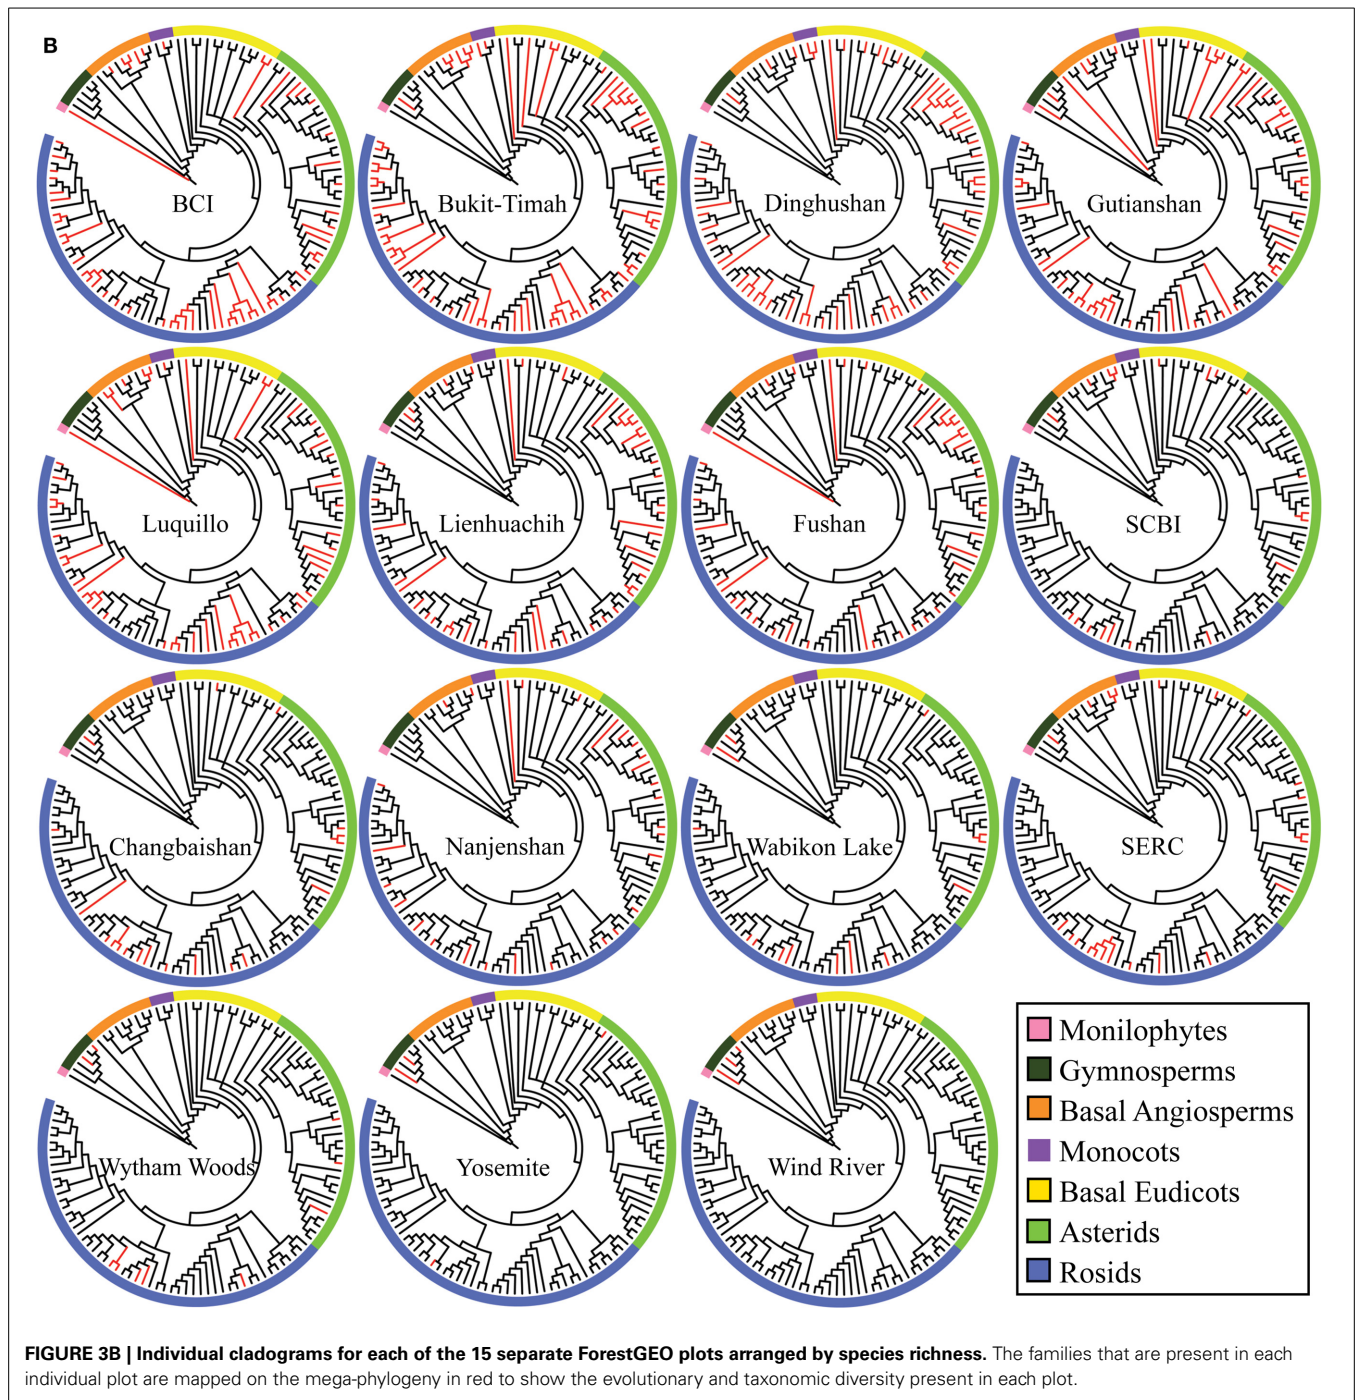 B
BCI
Bukit-Timah
Dinghushan
Gutianshan
Luquillo
Lienhuachih
Fushan
SCBI
Changbaishan
Nanjenshan
Wabikon Lake
SERC
Wytham Woods
Yosemite
Wind River
Monilophytes
Gymnosperms
Basal Angiosperms
Monocots
Basal Eudicots
Asterids
Rosids
FIGURE 3B | Individual cladograms for each of the 15 separate ForestGEO plots arranged by species richness. The families that are present in each
individual plot are mapped on the mega-phylogeny in red to show the evolutionary and taxonomic diversity present in each plot.